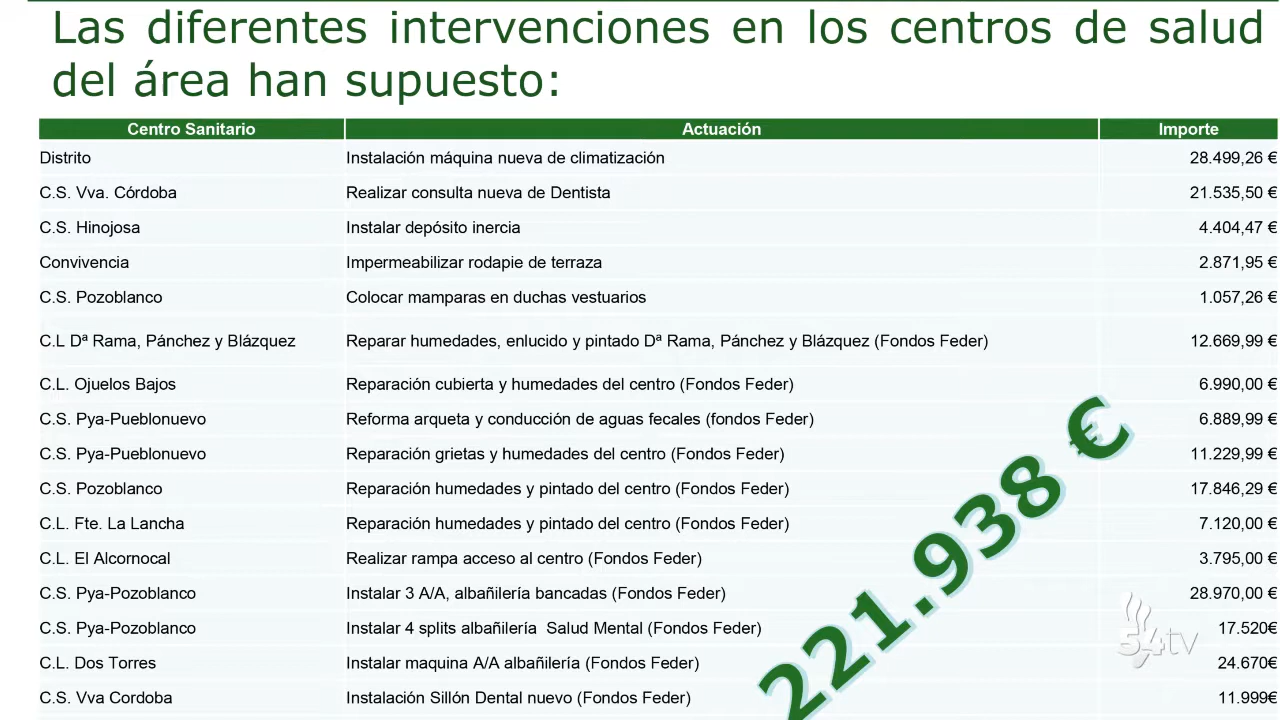 Las diferentes intervenciones en los centros de salud
del área han supuesto:
Centro Sanitario Actuación Importe
Distrito Instalación máquina nueva de climatización 28.499,26 €
C.S. Vva. Córdoba Realizar consulta nueva de Dentista 21.535,50 €
C.S. Hinojosa Instalar depósito inercia 4.404,47 €
Convivencia Impermeabilizar rodapie de terraza 2.871,95 €
C.S. Pozoblanco Colocar mamparas en duchas vestuarios 1.057,26 €
C.L Dª Rama, Pánchez y Blázquez Reparar humedades, enlucido y pintado Dª Rama, Pánchez y Blázquez (Fondos Feder) 12.669,99 €
C.L. Ojuelos Bajos Reparación cubierta y humedades del centro (Fondos Feder) 6.990,00 €
C.S. Pya-Pueblonuevo Reforma arqueta y conducción de aguas fecales (fondos Feder) 6.889,99 €
C.S. Pya-Pueblonuevo Reparación grietas y humedades del centro (Fondos Feder) 11.229,99 €
C.S. Pozoblanco Reparación humedades y pintado del centro (Fondos Feder) 17.846,29 €
C.L. Fte. La Lancha Reparación humedades y pintado del centro (Fondos Feder) 7.120,00 €
C.L. El Alcornocal Realizar rampa acceso al centro (Fondos Feder) 3.795,00 €
C.S. Pya-Pozoblanco Instalar 3 A/A, albañilería bancadas (Fondos Feder) 28.970,00 €
C.S. Pya-Pozoblanco Instalar 4 splits albañilería Salud Mental (Fondos Feder) 17.520€
C.L. Dos Torres Instalar maquina A/A albañilería (Fondos Feder) 24.670€
C.S. Vva Cordoba Instalación Sillón Dental nuevo (Fondos Feder) 11.999€
221.938 €
54tv